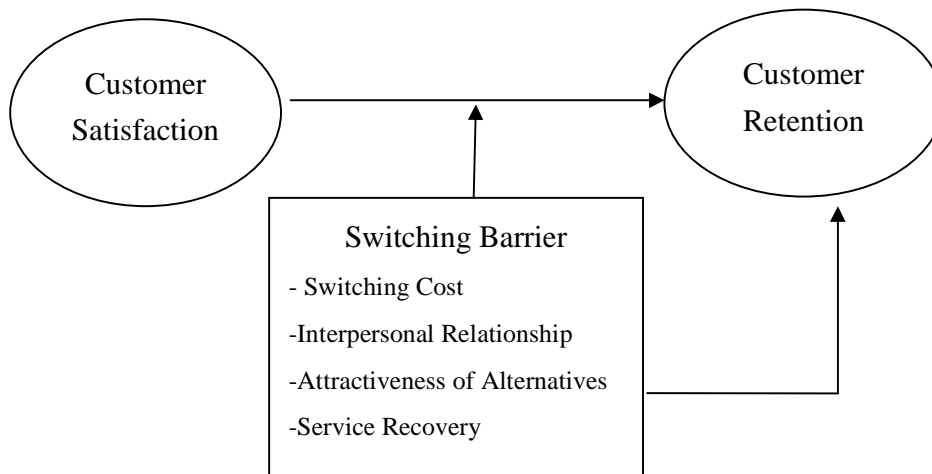 Customer
Satisfaction
Customer
Retention
Switching Barrier
- Switching Cost
-Interpersonal Relationship
-Attractiveness of Alternatives
-Service Recovery